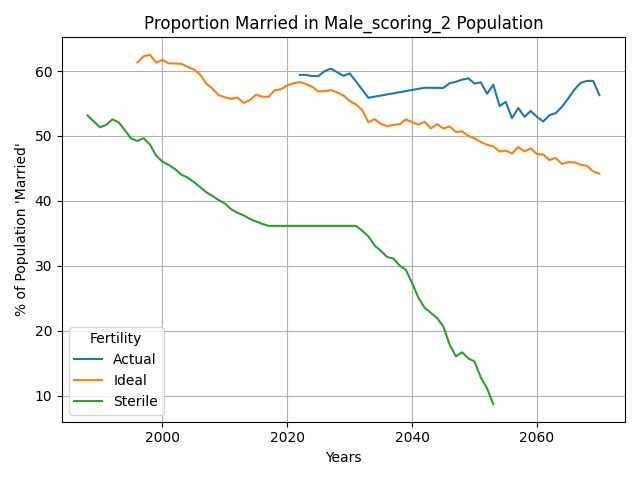 Proportion Married in Male_scoring_2 Population
% of Population 'Married'
60
50
40
30
20
10
Fertility
Actual
Ideal
Sterile
2000 2020 2040 2060
Years